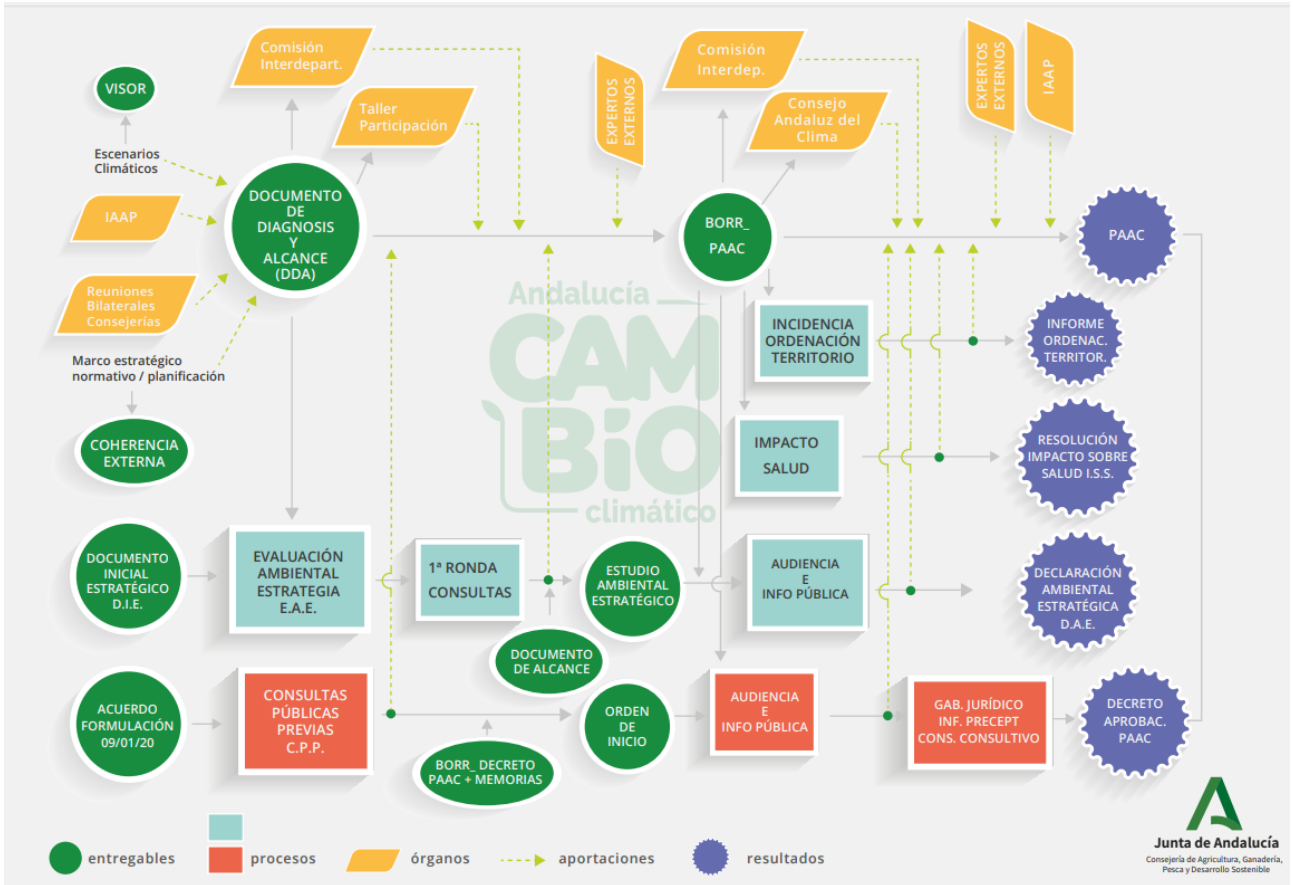 Comisión
Interdepart.
VISOR
Taller
Participación
Escenarios
Climáticos
IAAP
Reuniones
Bilaterales
Consejerías
Marco estratégico
normativo / planificación
COHERENCIA
EXTERNA
DOCUMENTO
DE
DIAGNOSIS
Y
ALCANCE
(DDA)
EXPERTOS
EXTERNOS
Comisión
Interdep.
Consejo
Andaluz del
Clima
EXPERTOS
EXTERNOS
IAAP
BORR_
PAAC
PAAC
Andalucía
CAM
BiO
climático
INCIDENCIA
ORDENACIÓN
TERRITORIO
INFORME
ORDENAC.
TERRITOR.
IMPACTO
SALUD
RESOLUCIÓN
IMPACTO SOBRE
SALUD I.S.S.
DOCUMENTO
INICIAL
ESTRATÉGICO
D.I.E.
EVALUACIÓN
AMBIENTAL
ESTRATEGIA
E.A.E.
1ª RONDA
CONSULTAS
DOCUMENTO
DE ALCANCE
ESTUDIO
AMBIENTAL
ESTRATÉGICO
AUDIENCIA
E
INFO PÚBLICA
DECLARACIÓN
AMBIENTAL
ESTRATÉGICA
D.A.E.
ACUERDO
FORMULACIÓN
09/01/20
CONSULTAS
PÚBLICAS
PREVIAS
C.P.P.
BORR_ DECRETO
PAAC + MEMORIAS
ORDEN
DE
INICIO
AUDIENCIA
E
INFO PÚBLICA
GAB. JURÍDICO
INF. PRECEPT
CONS. CONSULTIVO
DECRETO
APROBAC.
PAAC
entregables
procesos
órganos
aportaciones
resultados
Junta de Andalucía
Consejería de Agricultura, Ganadería,
Pesca y Desarrollo Sostenible